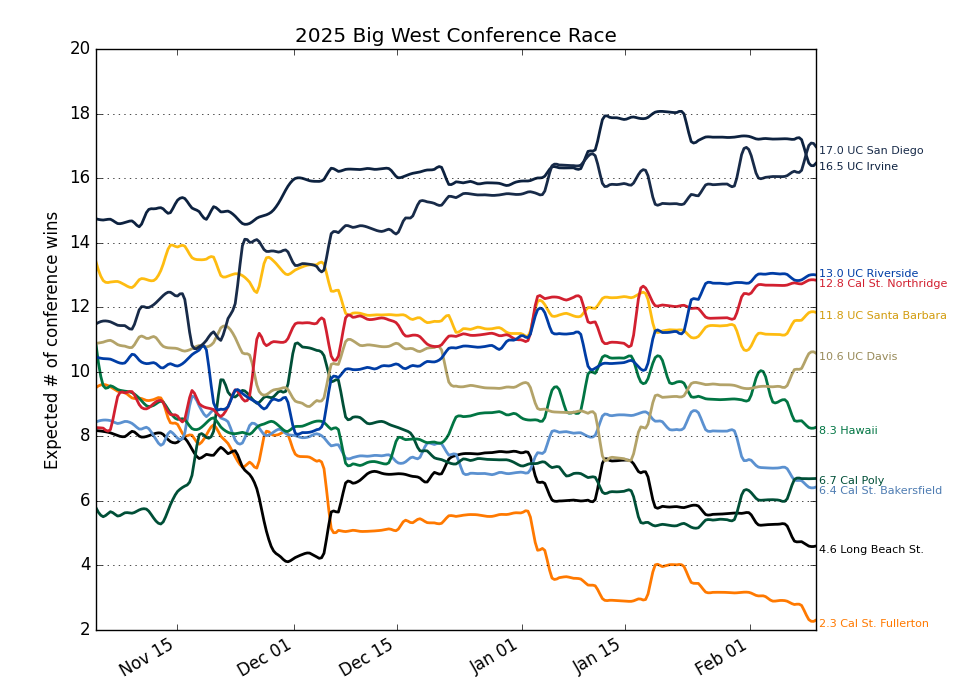 2025 Big West Conference Race
Expected # of conference wins
20
18
16
14
12
10
8
6
4
2
Nov 15
Dec 01
Dec 15
Jan 01
Jan 15
Feb 01
17.0 UC San Diego
16.5 UC Irvine
13.0 UC Riverside
12.8 Cal St. Northridge
11.8 UC Santa Barbara
10.6 UC Davis
8.3 Hawaii
6.7 Cal Poly
6.4 Cal St. Bakersfield
4.6 Long Beach St.
2.3 Cal St. Fullerton